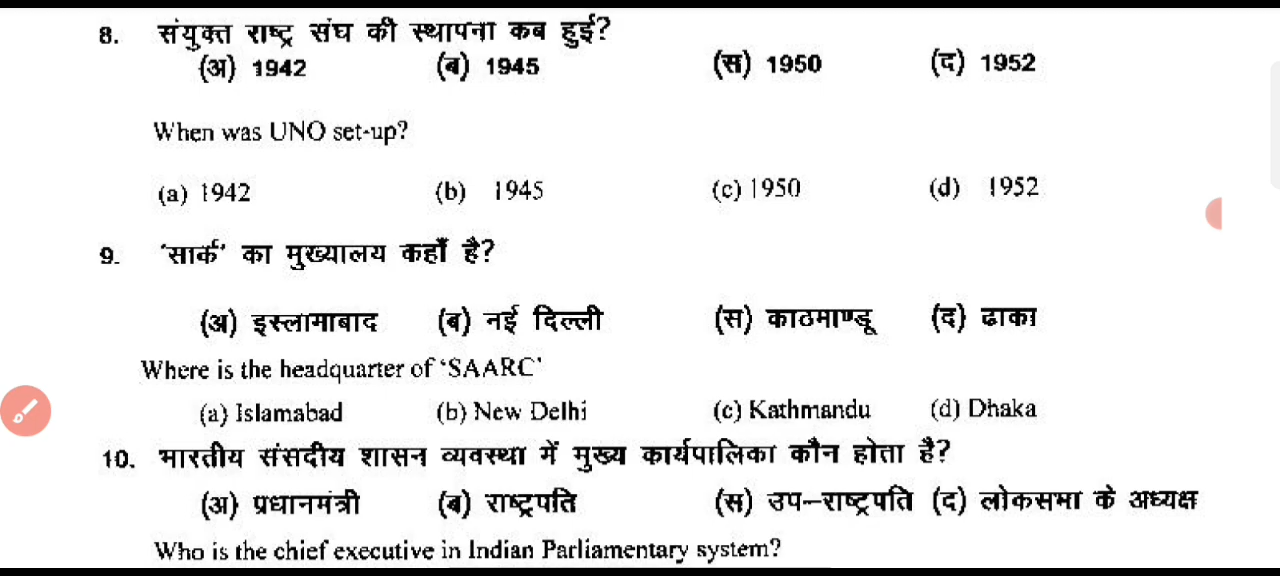 8. संयुक्त राष्ट्र संघ की स्थापना कब हुई?
(अ) 1942 (ब) 1945 (स) 1950 (द) 1952
When was UNO set-up?
(a) 1942 (b) 1945 (c) 1950 (d) 1952
9. 'सार्क' का मुख्यालय कहाँ है?
(अ) इस्लामाबाद (ब) नई दिल्ली (स) काठमाण्डू (द) ढाका
Where is the headquarter of 'SAARC'
(a) Islamabad (b) New Delhi (c) Kathmandu (d) Dhaka
10. भारतीय संसदीय शासन व्यवस्था में मुख्य कार्यपालिका कौन होता है?
(अ) प्रधानमंत्री (ब) राष्ट्रपति (स) उप–राष्ट्रपति (द) लोकसभा के अध्यक्ष
Who is the chief executive in Indian Parliamentary system?